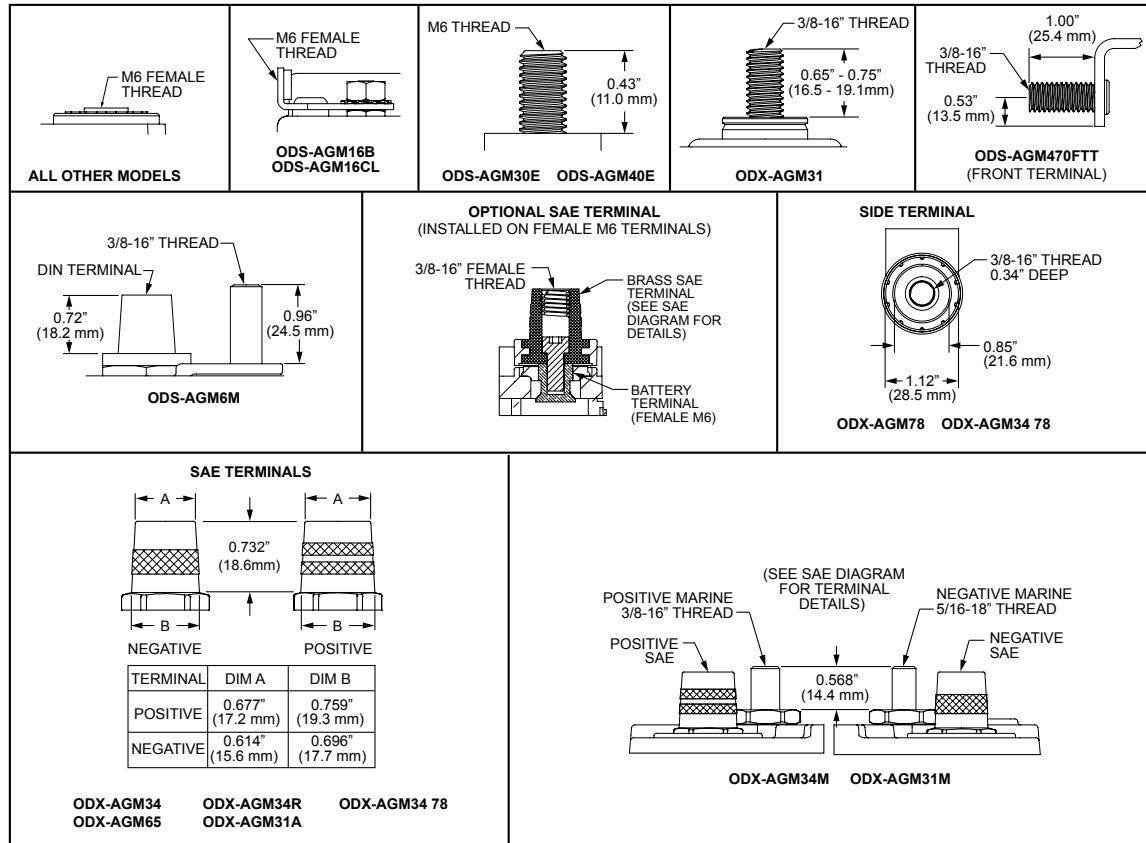 M6 FEMALE
THREAD
ALL OTHER MODELS
M6 FEMALE
THREAD
ODS-AGM16B
ODS-AGM16CL
M6 THREAD
0.43”
(11.0 mm)
ODS-AGM30E ODS-AGM40E
3/8-16” THREAD
0.65” - 0.75”
(16.5 - 19.1mm)
ODX-AGM31
1.00”
(25.4 mm)
3/8-16”
THREAD
0.53”
(13.5 mm)
ODS-AGM470FTT
(FRONT TERMINAL)
3/8-16” THREAD
DIN TERMINAL
0.72”
(18.2 mm)
0.96”
(24.5 mm)
ODS-AGM6M
OPTIONAL SAE TERMINAL
(INSTALLED ON FEMALE M6 TERMINALS)
3/8-16” FEMALE
THREAD
BRASS SAE
TERMINAL
(SEE SAE
DIAGRAM FOR
DETAILS)
BATTERY
TERMINAL
(FEMALE M6)
SIDE TERMINAL
3/8-16” THREAD
0.34” DEEP
0.85”
(21.6 mm)
1.12”
(28.5 mm)
ODX-AGM78 ODX-AGM34 78
SAE TERMINALS
A A
0.732”
(18.6mm)
B B
NEGATIVE POSITIVE
TERMINAL DIM A DIM B
POSITIVE 0.677” 0.759”
(17.2 mm) (19.3 mm)
NEGATIVE 0.614” 0.696”
(15.6 mm) (17.7 mm)
ODX-AGM34 ODX-AGM34R ODX-AGM34 78
ODX-AGM65 ODX-AGM31A
(SEE SAE DIAGRAM
FOR TERMINAL
DETAILS)
POSITIVE MARINE
3/8-16” THREAD
POSITIVE
SAE
NEGATIVE MARINE
5/16-18” THREAD
NEGATIVE
SAE
0.568”
(14.4 mm)
ODX-AGM34M ODX-AGM31M